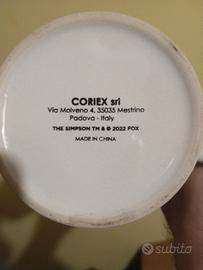 CORIEX srl
Via Molveno 4, 35035 Mestrino
Padova - Italy
THE SIMPSON TM & © 2022 FOX
MADE IN CHINA
subito